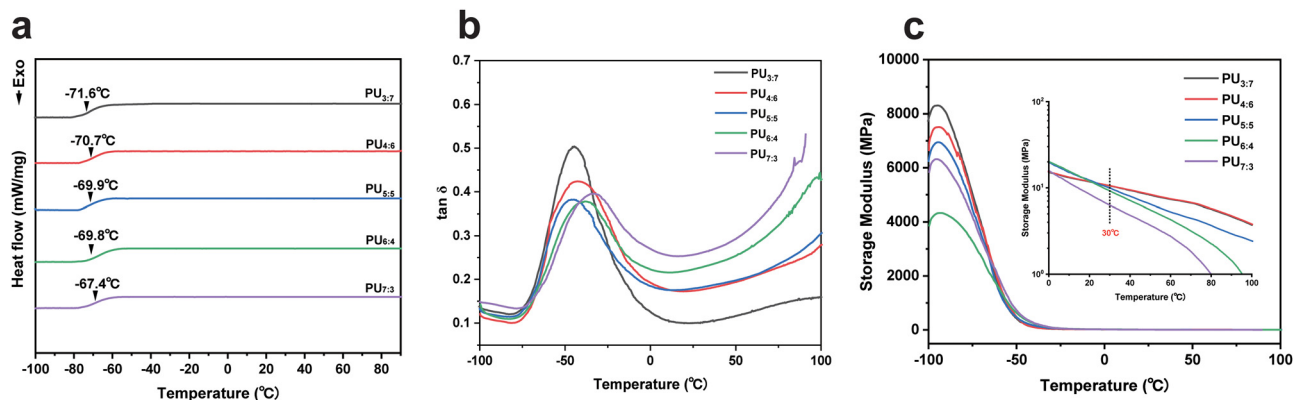 a
Exo
Heat flow (mW/mg)
-71.6℃
PU3:7
-70.7℃
PU4:6
-69.9℃
PU5:5
-69.8℃
PU6:4
-67.4℃
PU7:3
-100 -80 -60 -40 -20 0 20 40 60 80
Temperature (℃)
b
tan δ
0.7
0.6
0.5
0.4
0.3
0.2
0.1
PU3:7
PU4:6
PU5:5
PU6:4
PU7:3
-100 -50 0 50 100
Temperature (℃)
c
Storage Modulus (MPa)
10000
8000
6000
4000
2000
0
PU3:7
PU4:6
PU5:5
PU6:4
PU7:3
Storage Modulus (MPa)
10²
10¹
10⁰
30℃
0 20 40 60 80 100
Temperature (℃)
-100 -50 0 50 100
Temperature (℃)